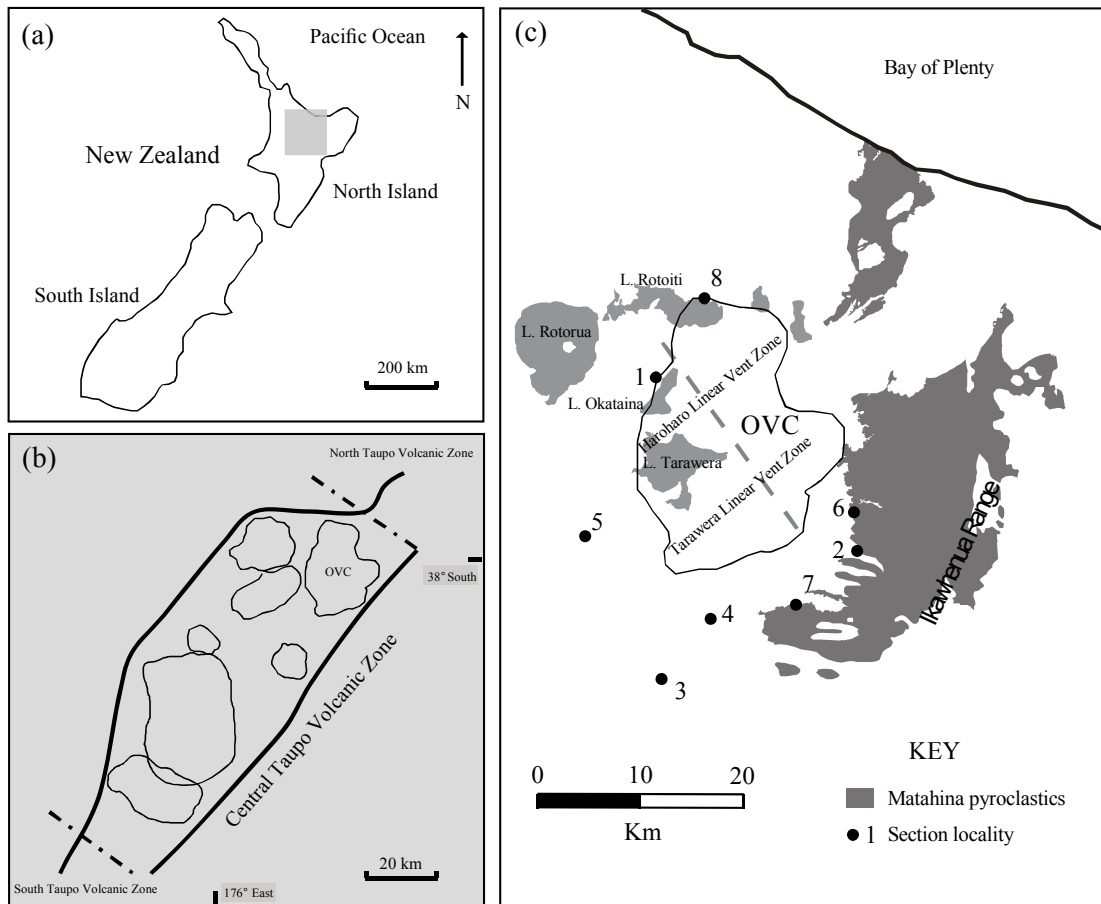 (a)
Pacific Ocean
N
New Zealand
North Island
South Island
200 km
(b)
North Taupo Volcanic Zone
OVC
38° South
Central Taupo Volcanic Zone
20 km
South Taupo Volcanic Zone
176° East
(c)
Bay of Plenty
L. Rotoiti
8
L. Rotorua
1
L. Okataina
Haroharo Linear Vent Zone
OVC
L. Tarawera
Tarawera Linear Vent Zone
5
6
2
7
4
3
Ikawhenua Range
0 10 20
Km
KEY
Matahina pyroclastics
1 Section locality